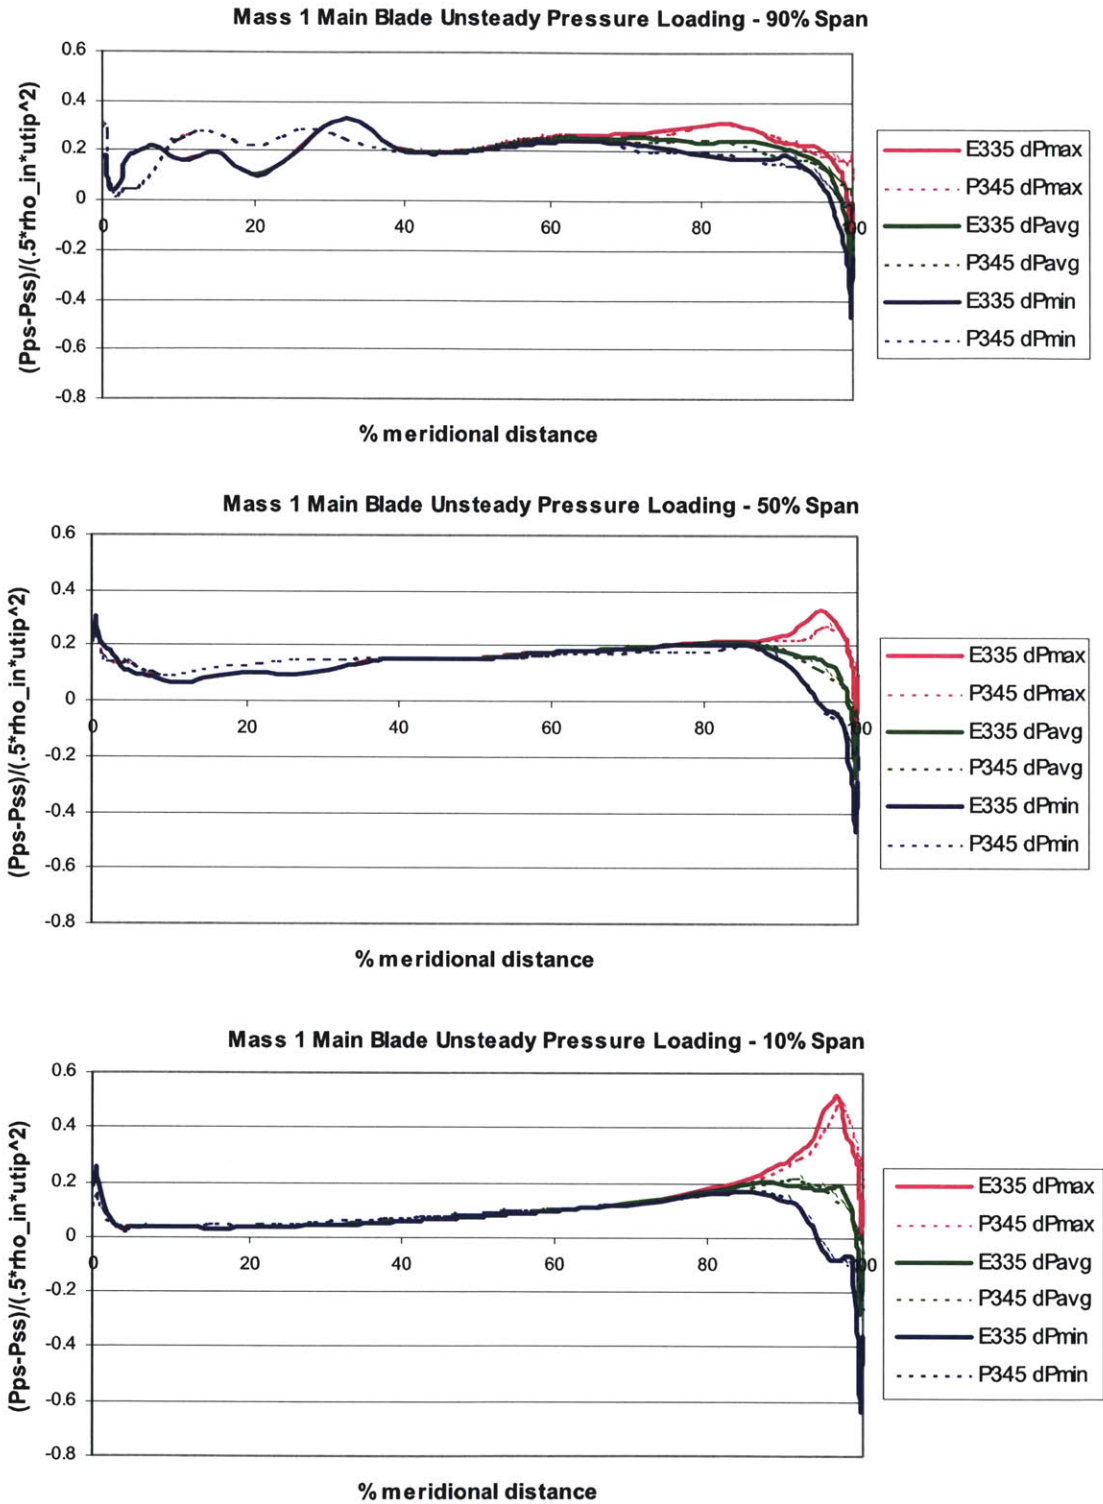 Mass 1 Main Blade Unsteady Pressure Loading - 90% Span
(Pps-Pss)/(.5*rho_in*utip^2)
0.6
0.4
0.2
0
-0.2
-0.4
-0.6
-0.8
0 20 40 60 80 100
% meridional distance
E335 dPmax
P345 dPmax
E335 dPavg
P345 dPavg
E335 dPmin
P345 dPmin
Mass 1 Main Blade Unsteady Pressure Loading - 50% Span
(Pps-Pss)/(.5*rho_in*utip^2)
0.6
0.4
0.2
0
-0.2
-0.4
-0.6
-0.8
0 20 40 60 80 100
% meridional distance
E335 dPmax
P345 dPmax
E335 dPavg
P345 dPavg
E335 dPmin
P345 dPmin
Mass 1 Main Blade Unsteady Pressure Loading - 10% Span
(Pps-Pss)/(.5*rho_in*utip^2)
0.6
0.4
0.2
0
-0.2
-0.4
-0.6
-0.8
0 20 40 60 80 100
% meridional distance
E335 dPmax
P345 dPmax
E335 dPavg
P345 dPavg
E335 dPmin
P345 dPmin